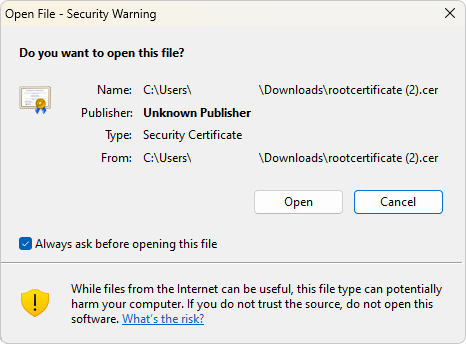 Open File - Security Warning
Do you want to open this file?
Name: C:\Users\ \Downloads\rootcertificate (2).cer
Publisher: Unknown Publisher
Type: Security Certificate
From: C:\Users\ \Downloads\rootcertificate (2).cer
Open Cancel
Always ask before opening this file
While files from the Internet can be useful, this file type can potentially
harm your computer. If you do not trust the source, do not open this
software. What's the risk?